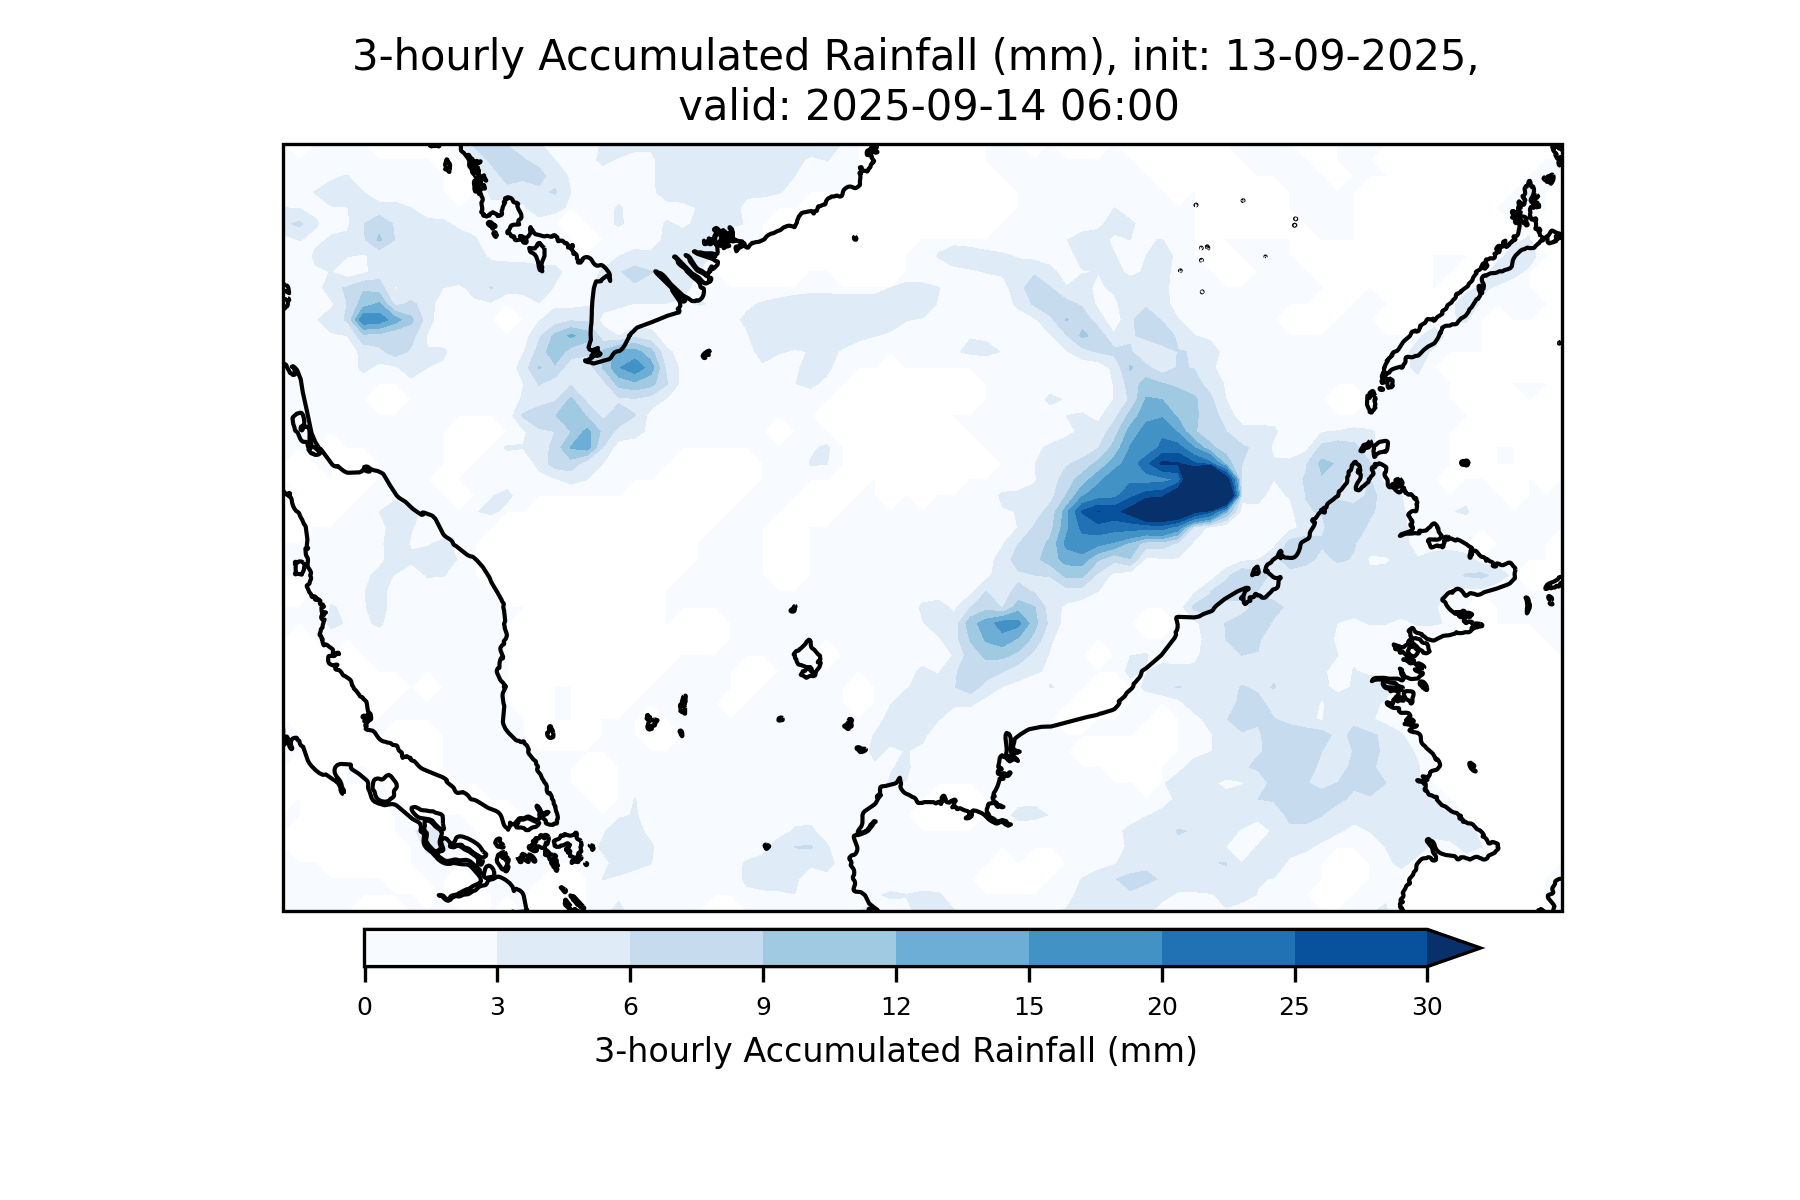 3-hourly Accumulated Rainfall (mm), init: 13-09-2025,
valid: 2025-09-14 06:00
0 3 6 9 12 15 20 25 30
3-hourly Accumulated Rainfall (mm)